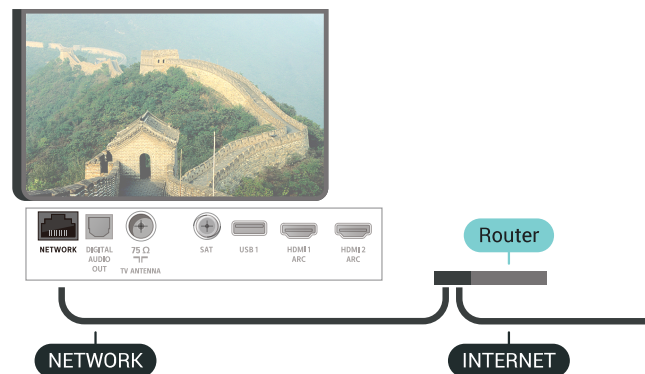 Router
NETWORK
DIGITAL
AUDIO
OUT
75 Ω
TV ANTENNA
SAT
USB 1
HDMI 1
ARC
HDMI 2
ARC
NETWORK
INTERNET